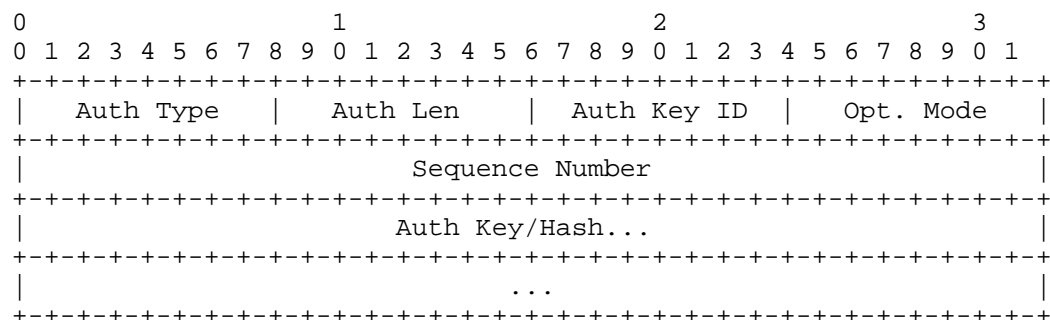 0                   1                   2                   3
0 1 2 3 4 5 6 7 8 9 0 1 2 3 4 5 6 7 8 9 0 1 2 3 4 5 6 7 8 9 0 1
+-+-+-+-+-+-+-+-+-+-+-+-+-+-+-+-+-+-+-+-+-+-+-+-+-+-+-+-+-+-+-+-+
|   Auth Type   |   Auth Len    |  Auth Key ID  |   Opt. Mode   |
+-+-+-+-+-+-+-+-+-+-+-+-+-+-+-+-+-+-+-+-+-+-+-+-+-+-+-+-+-+-+-+-+
|                        Sequence Number                        |
+-+-+-+-+-+-+-+-+-+-+-+-+-+-+-+-+-+-+-+-+-+-+-+-+-+-+-+-+-+-+-+-+
|                       Auth Key/Hash...                        |
+-+-+-+-+-+-+-+-+-+-+-+-+-+-+-+-+-+-+-+-+-+-+-+-+-+-+-+-+-+-+-+-+
|                              ...                              |
+-+-+-+-+-+-+-+-+-+-+-+-+-+-+-+-+-+-+-+-+-+-+-+-+-+-+-+-+-+-+-+-+